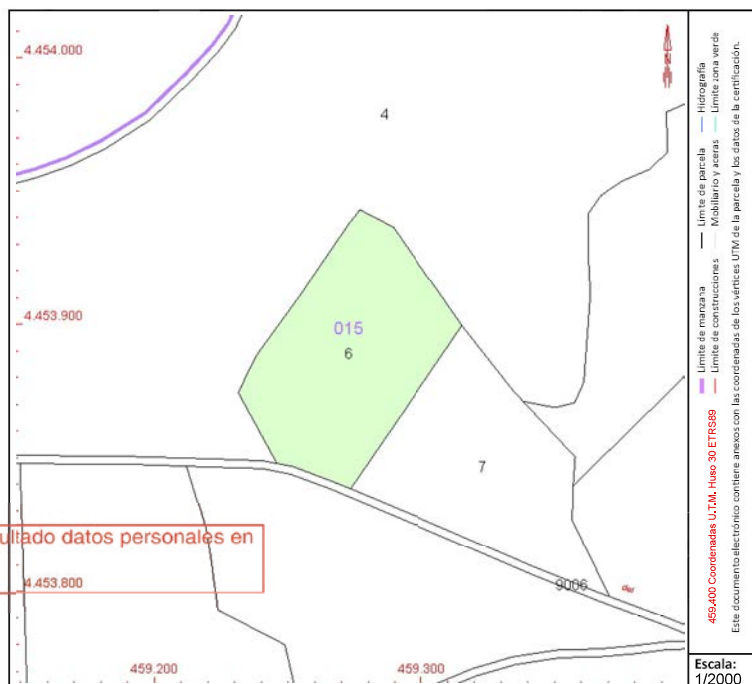 4.454.000
N
4
4.453.900
015
6
7
ultado datos personales en
4.453.800
9006
del
459.200
459.300
Límite de manzana
Límite de parcela
Hidrografía
Límite de construcciones
Mobiliario y aceras
Límite zona verde
459.400 Coordenadas U.T.M. Huso 30 ETRS89
Este documento electrónico contiene anexos con las coordenadas de los vértices UTM de la parcela y los datos de la certificación.
Escala:
1/2000